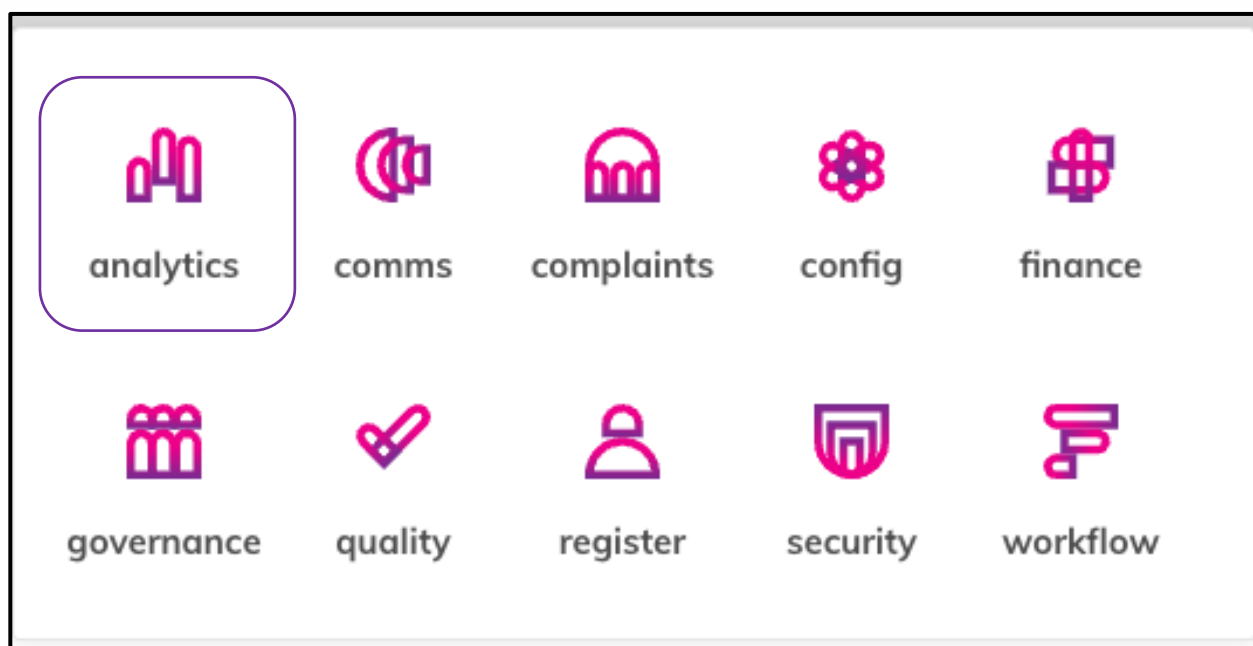 analytics comms complaints config finance
governance quality register security workflow